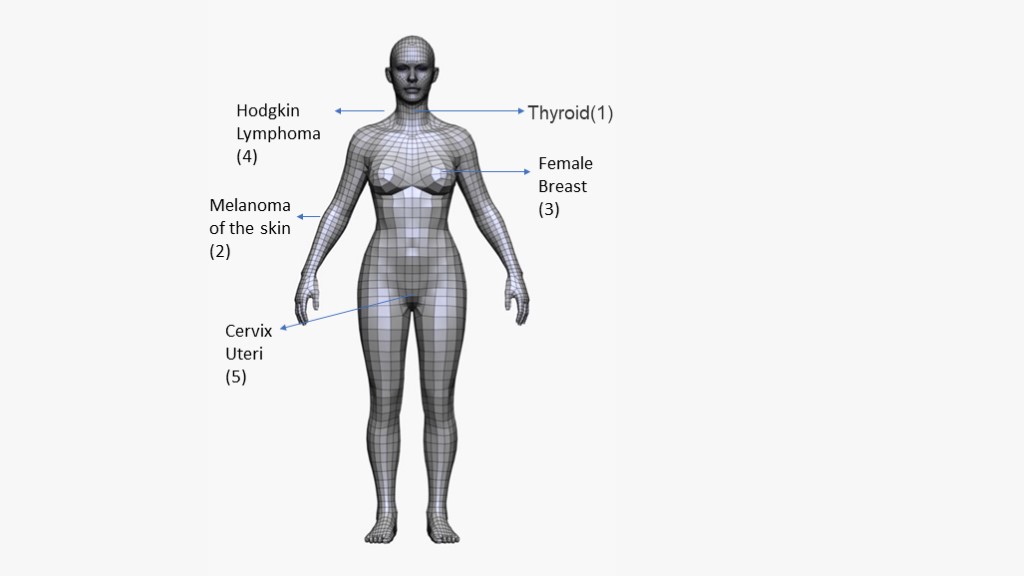 Hodgkin
Lymphoma
(4)
Thyroid(1)
Female
Breast
(3)
Melanoma
of the skin
(2)
Cervix
Uteri
(5)